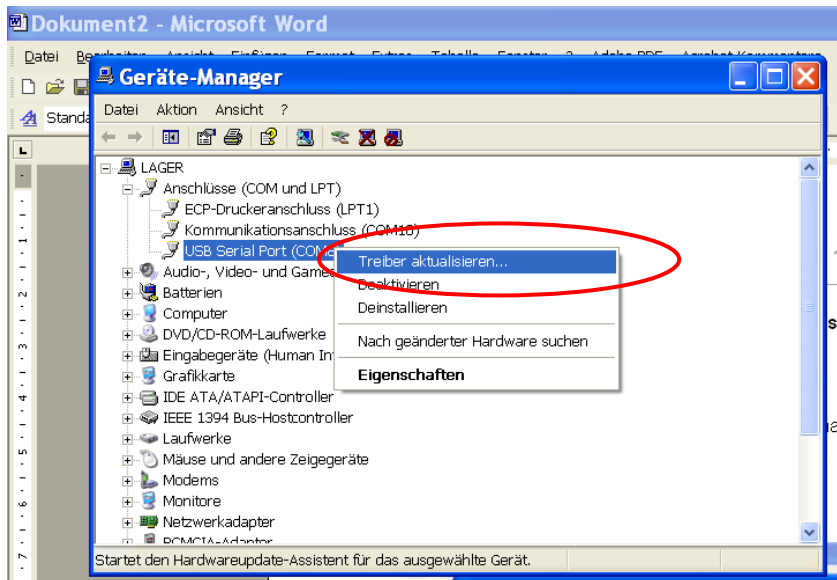 Dokument2 - Microsoft Word
Datei
Geräte-Manager
Datei Aktion Ansicht ?
Standa
LAGER
Anschlüsse (COM und LPT)
ECP-Druckeranschluss (LPT1)
Kommunikationsanschluss (COM10)
USB Serial Port (COM
Treiber aktualisieren...
Audio-, Video- und Game
Deaktivieren
Batterien
Deinstallieren
Computer
DVD/CD-ROM-Laufwerke
Nach geänderter Hardware suchen
Eingabegeräte (Human In
Grafikkarte
Eigenschaften
IDE ATA/ATAPI-Controller
IEEE 1394 Bus-Hostcontroller
Laufwerke
Mäuse und andere Zeigegeräte
Modems
Monitore
Netzwerkadapter
PCMCIA-Adapter
Startet den Hardwareupdate-Assistent für das ausgewählte Gerät.